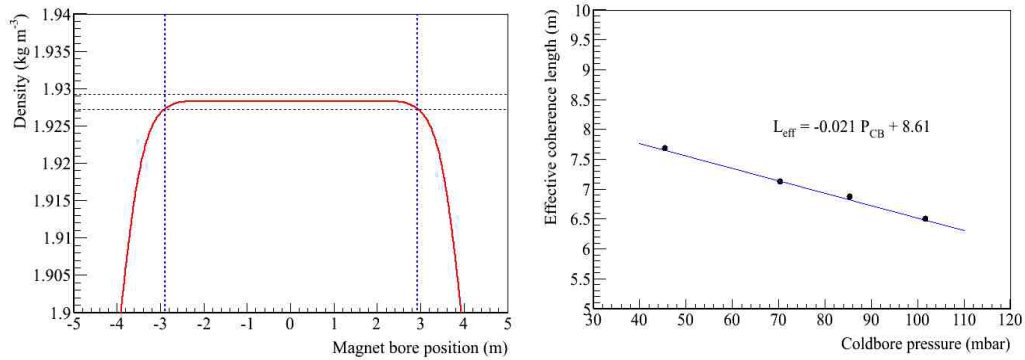 Density (kg m⁻³)
1.94
1.935
1.93
1.925
1.92
1.915
1.91
1.905
1.9
-5 -4 -3 -2 -1 0 1 2 3 4 5
Magnet bore position (m)
Effective coherence length (m)
10
9.5
9
8.5
8
7.5
7
6.5
6
5.5
5
L_eff = -0.021 P_CB + 8.61
30 40 50 60 70 80 90 100 110 120
Coldbore pressure (mbar)